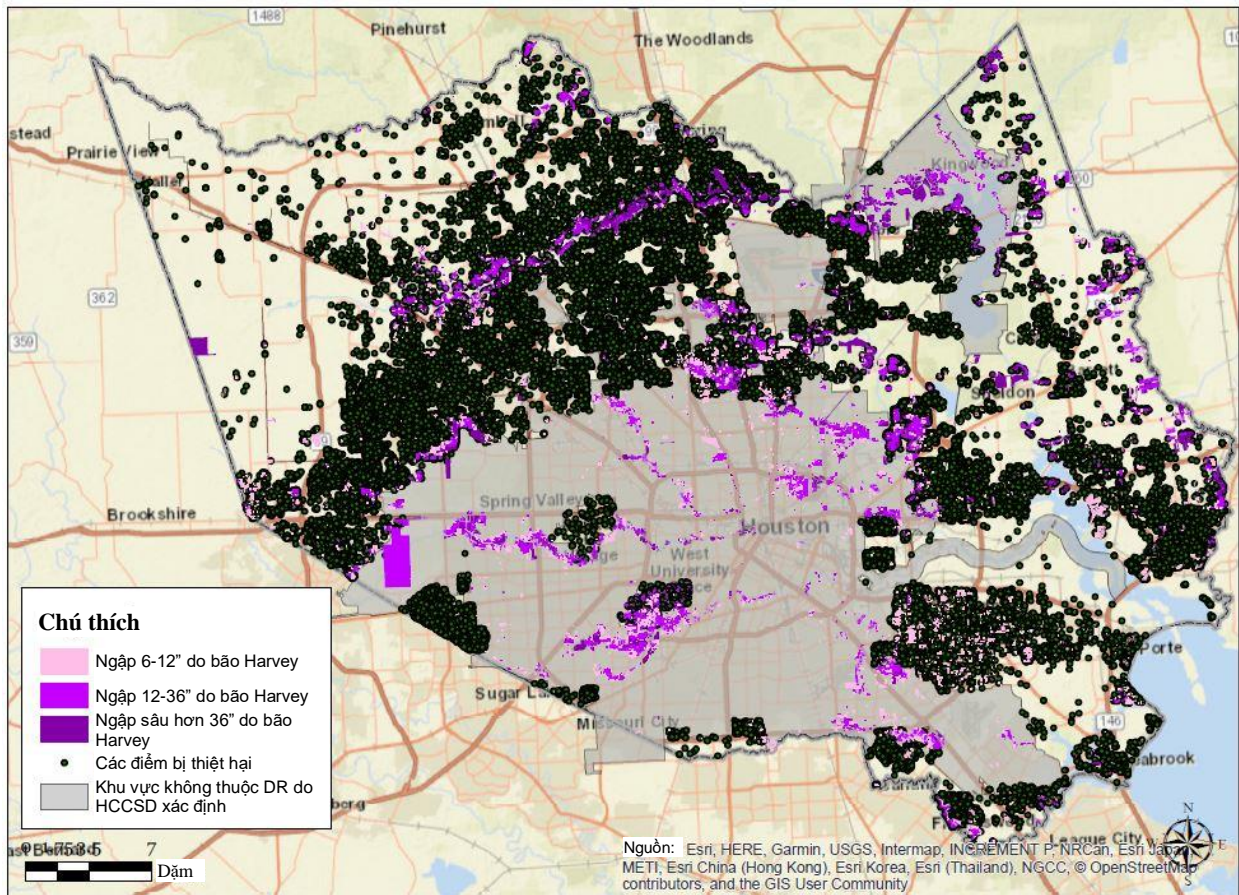 1488
Pinehurst
The Woodlands
Prairie View
Kingwood
362
359
Sheldon
Spring Valley
Brookshire
Houston
West
University
Porte
Sugar
Missouri City
146
League City
Chú thích
Ngập 6-12” do bão Harvey
Ngập 12-36” do bão Harvey
Ngập sâu hơn 36” do bão
Harvey
Các điểm bị thiệt hại
Khu vực không thuộc DR do
HCCSD xác định
7
Dặm
N
E
Nguồn: Esri, HERE, Garmin, USGS, Intermap, INCREMENT P, NRCan, Esri Japan,
METI, Esri China (Hong Kong), Esri Korea, Esri (Thailand), NGCC, © OpenStreetMap
contributors, and the GIS User Community